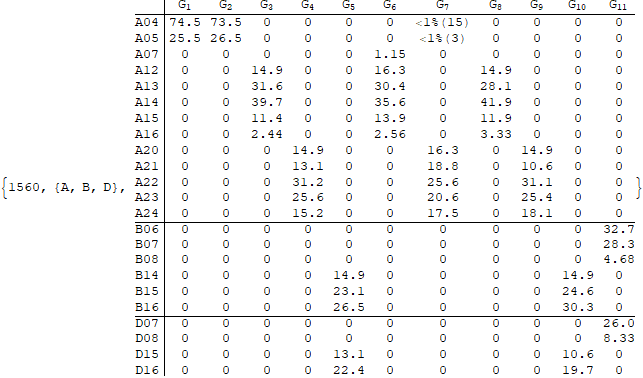 G1 G2 G3 G4 G5 G6 G7 G8 G9 G10 G11
A04 74.5 73.5 0 0 0 0 <1%(15) 0 0 0 0
A05 25.5 26.5 0 0 0 0 <1%(3) 0 0 0 0
A07 0 0 0 0 0 1.15 0 0 0 0 0
A12 0 0 14.9 0 0 16.3 0 14.9 0 0 0
A13 0 0 31.6 0 0 30.4 0 28.1 0 0 0
A14 0 0 39.7 0 0 35.6 0 41.9 0 0 0
A15 0 0 11.4 0 0 13.9 0 11.9 0 0 0
A16 0 0 2.44 0 0 2.56 0 3.33 0 0 0
A20 0 0 0 14.9 0 0 16.3 0 14.9 0 0
A21 0 0 0 13.1 0 0 18.8 0 10.6 0 0
{1560, {A, B, D}, A22 0 0 0 31.2 0 0 25.6 0 31.1 0 0 }
A23 0 0 0 25.6 0 0 20.6 0 25.4 0 0
A24 0 0 0 15.2 0 0 17.5 0 18.1 0 0
B06 0 0 0 0 0 0 0 0 0 0 32.7
B07 0 0 0 0 0 0 0 0 0 0 28.3
B08 0 0 0 0 0 0 0 0 0 0 4.68
B14 0 0 0 0 14.9 0 0 0 0 14.9 0
B15 0 0 0 0 23.1 0 0 0 0 24.6 0
B16 0 0 0 0 26.5 0 0 0 0 30.3 0
D07 0 0 0 0 0 0 0 0 0 0 26.0
D08 0 0 0 0 0 0 0 0 0 0 8.33
D15 0 0 0 0 13.1 0 0 0 0 10.6 0
D16 0 0 0 0 22.4 0 0 0 0 19.7 0